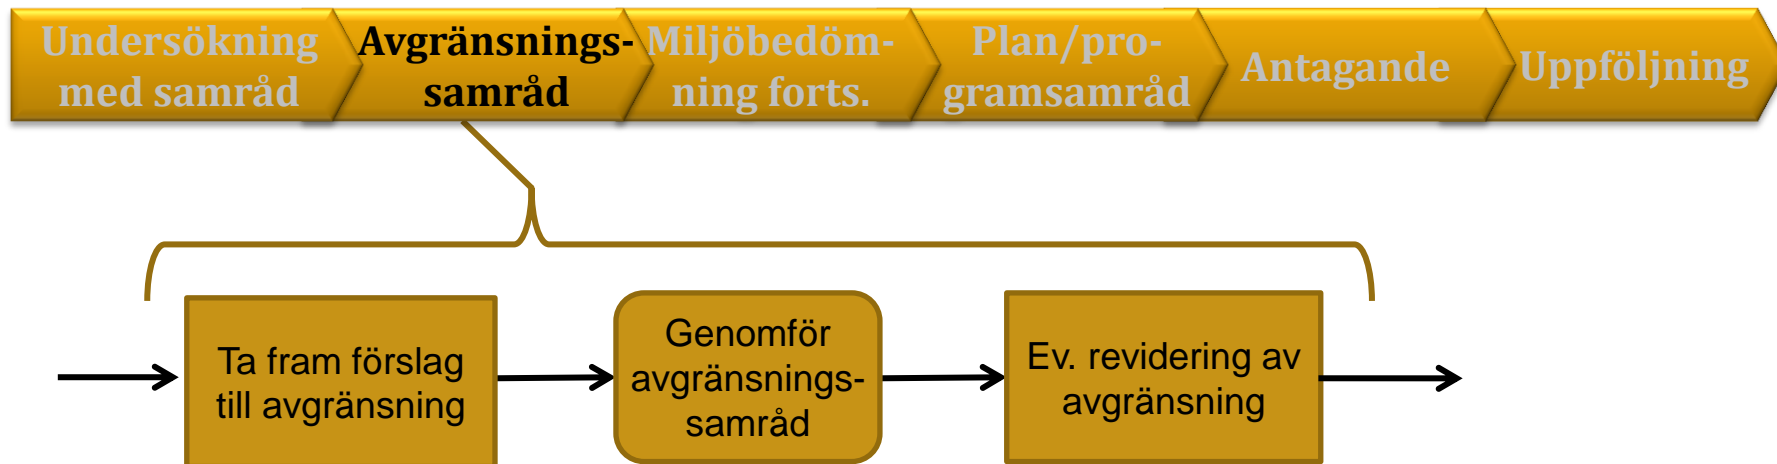 Undersökning
med samråd
Avgränsnings-
samråd
Miljöbedöm-
ning forts.
Plan/pro-
gramsamråd
Antagande
Uppföljning
Ta fram förslag
till avgränsning
Genomför
avgränsnings-
samråd
Ev. revidering av
avgränsning